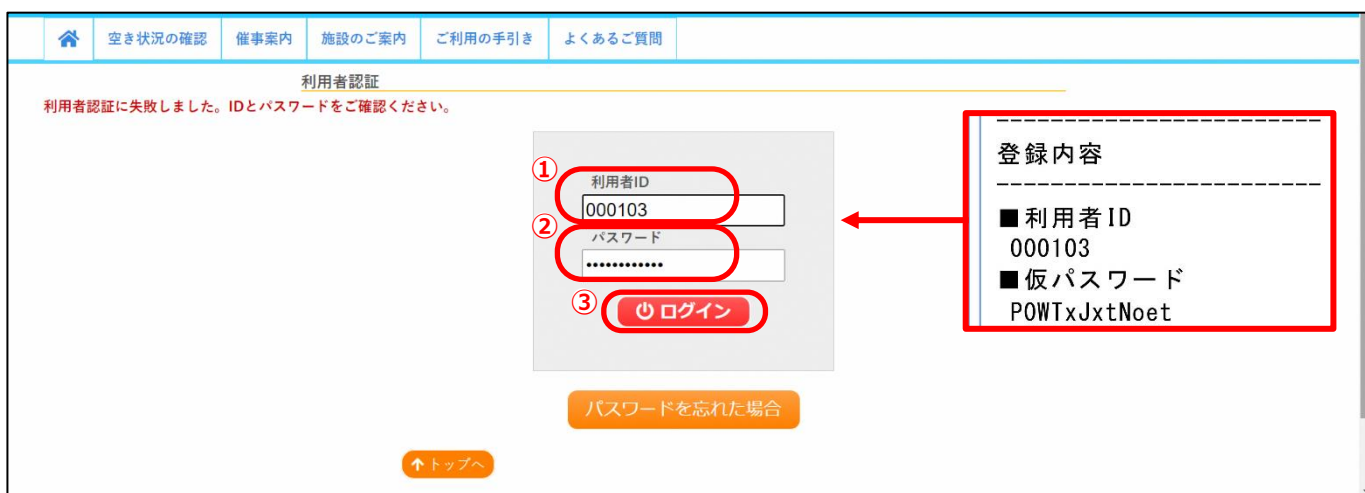 空き状況の確認 催事案内 施設のご案内 ご利用の手引き よくあるご質問
利用者認証
利用者認証に失敗しました。IDとパスワードをご確認ください。
① 利用者ID
000103
② パスワード
••••••••••••
③ ログイン
パスワードを忘れた場合
トップへ
登録内容
■利用者ID
000103
■仮パスワード
POWTxJxtNoet